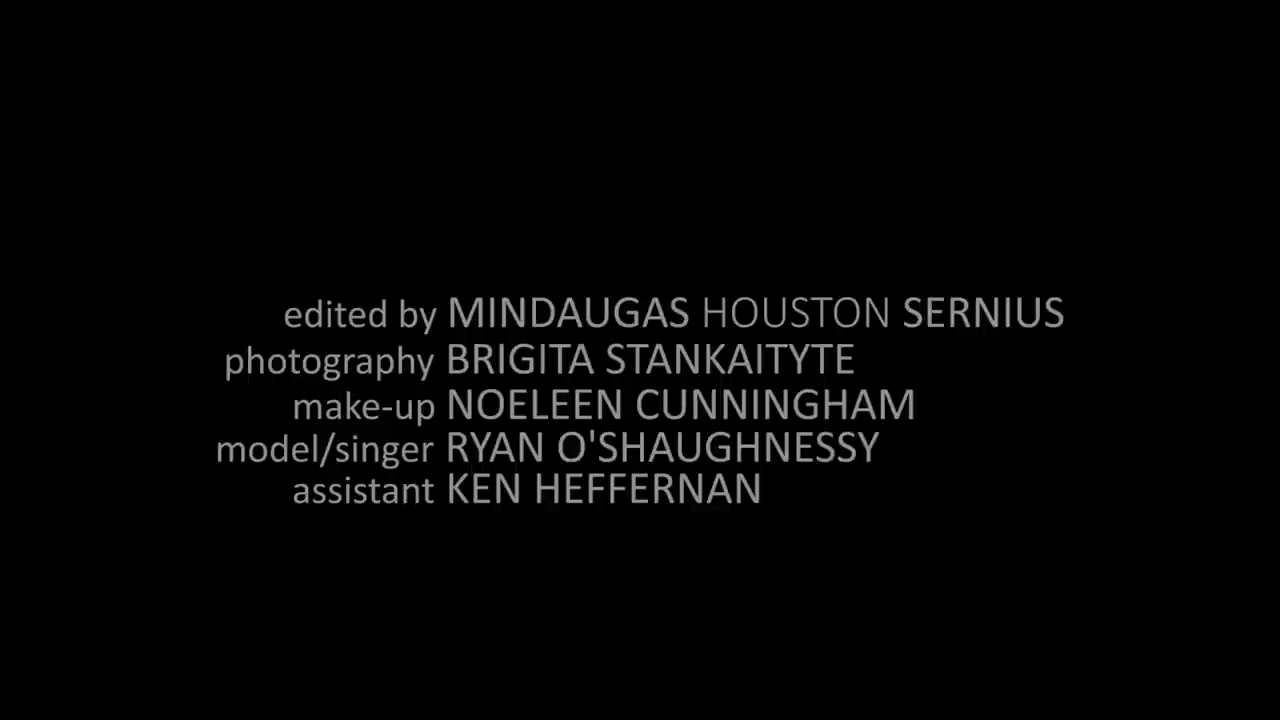 edited by MINDAUGAS HOUSTON SERNIUS
photography BRIGITA STANKAITYTE
make-up NOELEEN CUNNINGHAM
model/singer RYAN O'SHAUGHNESSY
assistant KEN HEFFERNAN